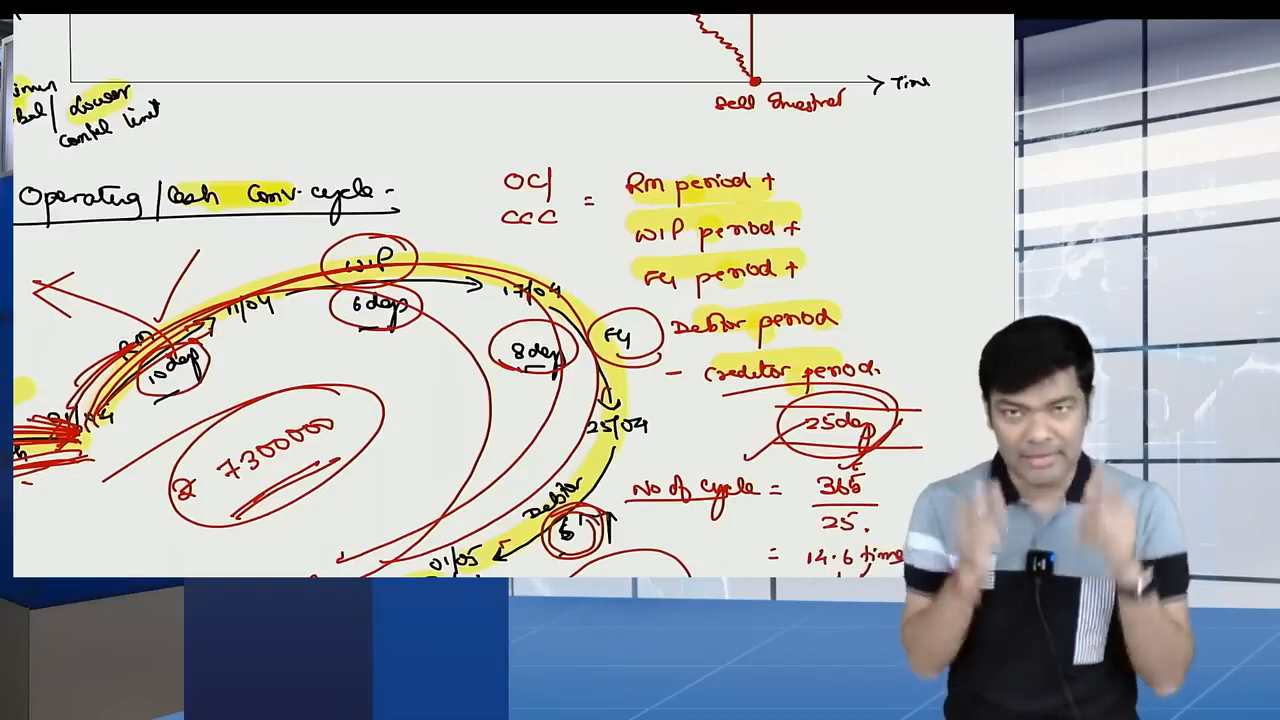 Time
Lower
control limit
Operating / Cash Conv. cycle -
OC/
CCC
=
RM period +
WIP period +
FG period +
Debtor period
- Creditor period.
25 days
No of cycle = 365
25.
= 14.6 times
WIP
6 days
11/04
17/04
RM
10 days
8 days
FG
25/04
7300000
Debtor
6
01/05